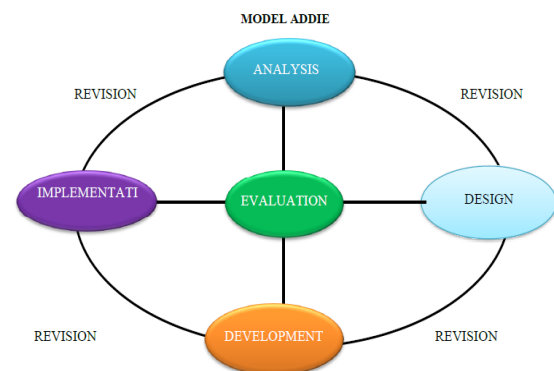 MODEL ADDIE
ANALYSIS
REVISION
REVISION
IMPLEMENTATI
EVALUATION
DESIGN
REVISION
DEVELOPMENT
REVISION